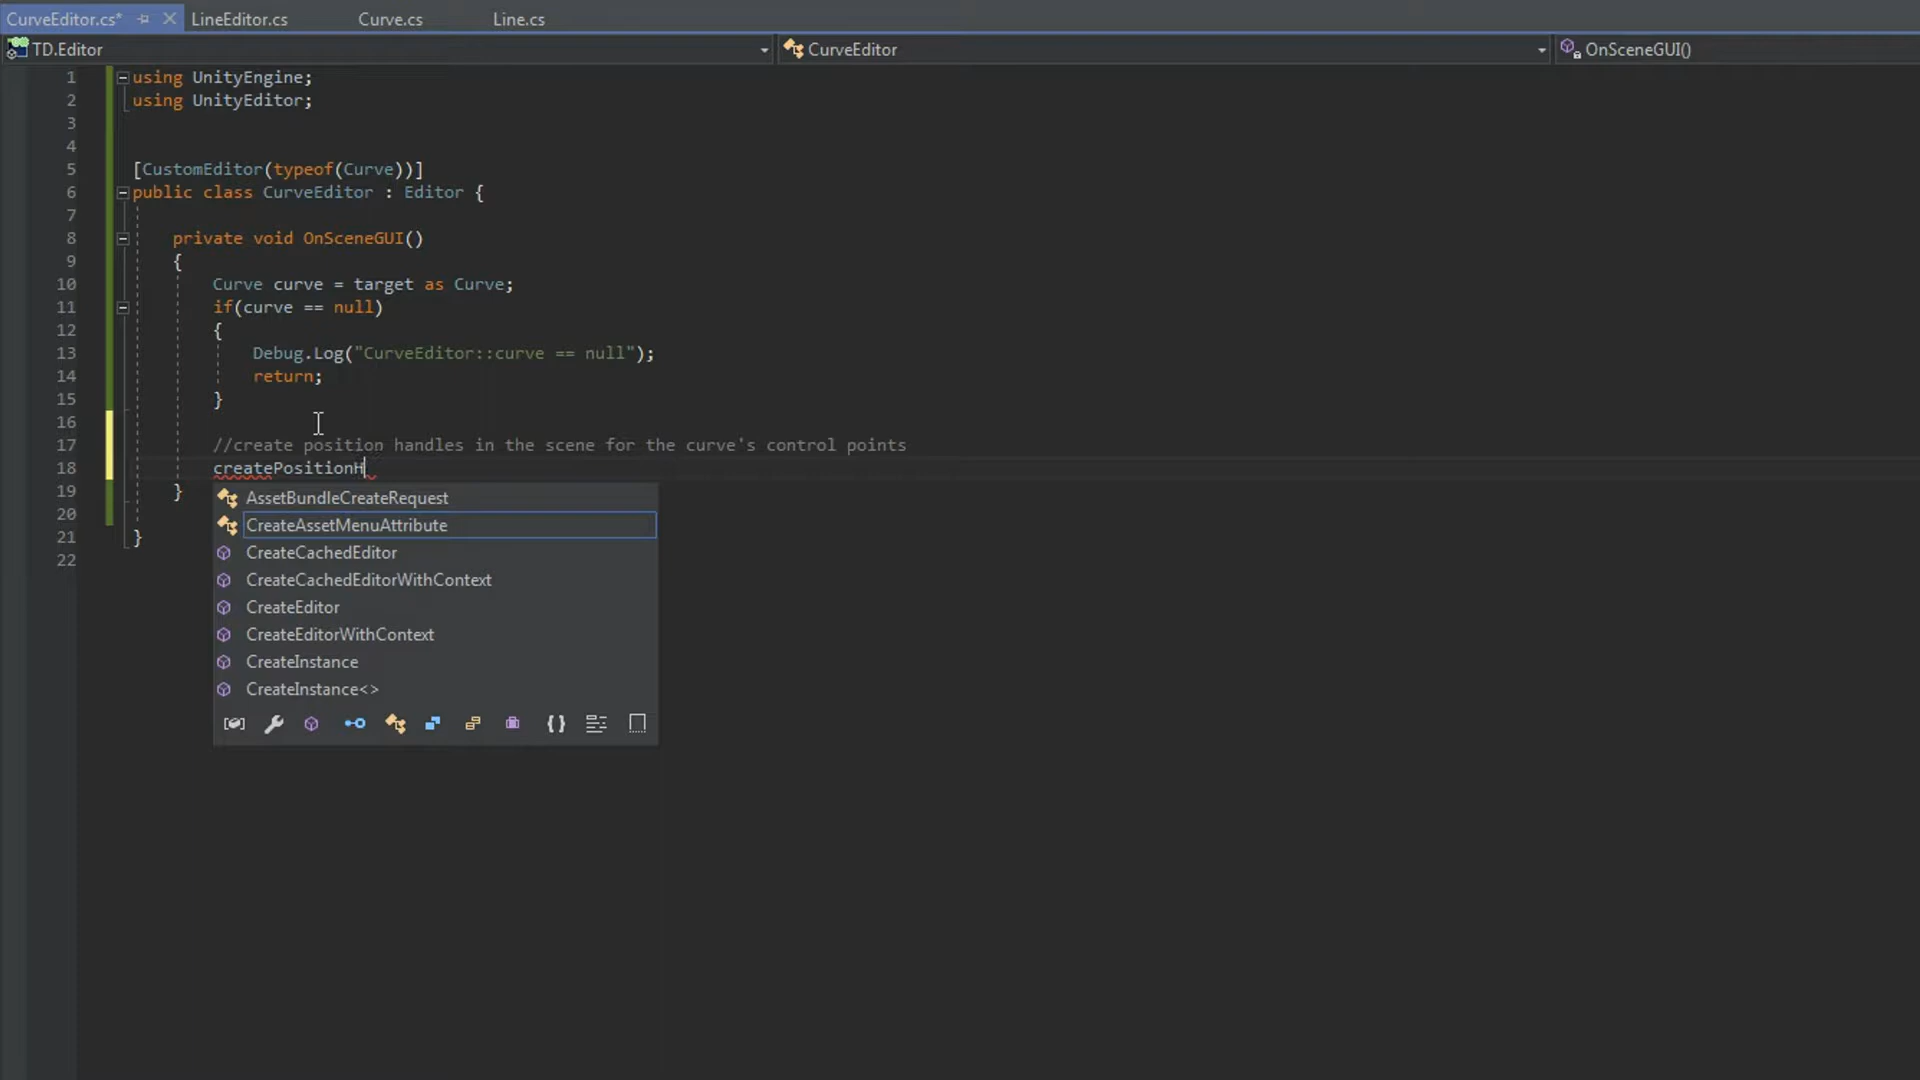 CurveEditor.cs* LineEditor.cs Curve.cs Line.cs
TD.Editor CurveEditor OnSceneGUI()
1 using UnityEngine;
2 using UnityEditor;
3
4
5 [CustomEditor(typeof(Curve))]
6 public class CurveEditor : Editor {
7
8 private void OnSceneGUI()
9 {
10 Curve curve = target as Curve;
11 if(curve == null)
12 {
13 Debug.Log("CurveEditor::curve == null");
14 return;
15 }
16
17 //create position handles in the scene for the curve's control points
18 createPositionH
19 }
20
21 }
22
AssetBundleCreateRequest
CreateAssetMenuAttribute
CreateCachedEditor
CreateCachedEditorWithContext
CreateEditor
CreateEditorWithContext
CreateInstance
CreateInstance<>